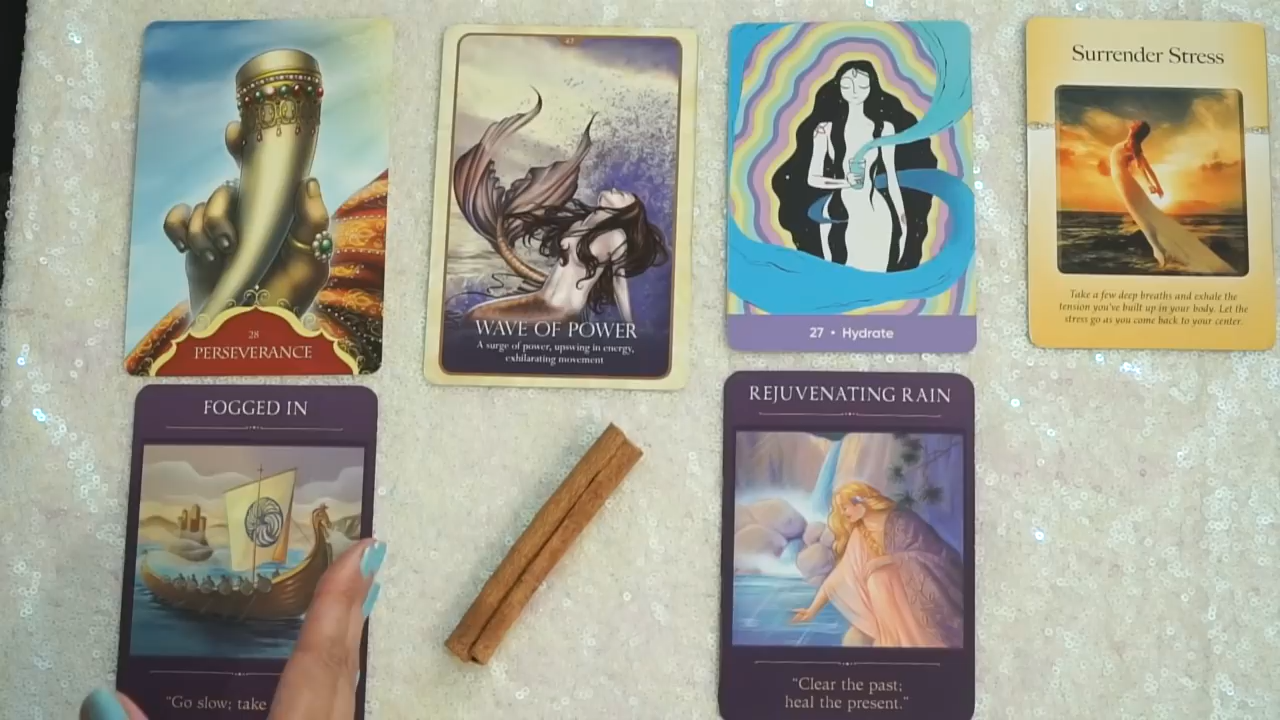 28
PERSEVERANCE
47
WAVE OF POWER
A surge of power, upswing in energy,
exhilarating movement
27 • Hydrate
Surrender Stress
Take a few deep breaths and exhale the
tension you've built up in your body. Let the
stress go as you come back to your center.
FOGGED IN
"Go slow; take
REJUVENATING RAIN
"Clear the past;
heal the present."